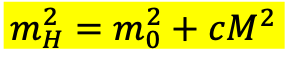 $m_H^2 = m_0^2 + cM^2$